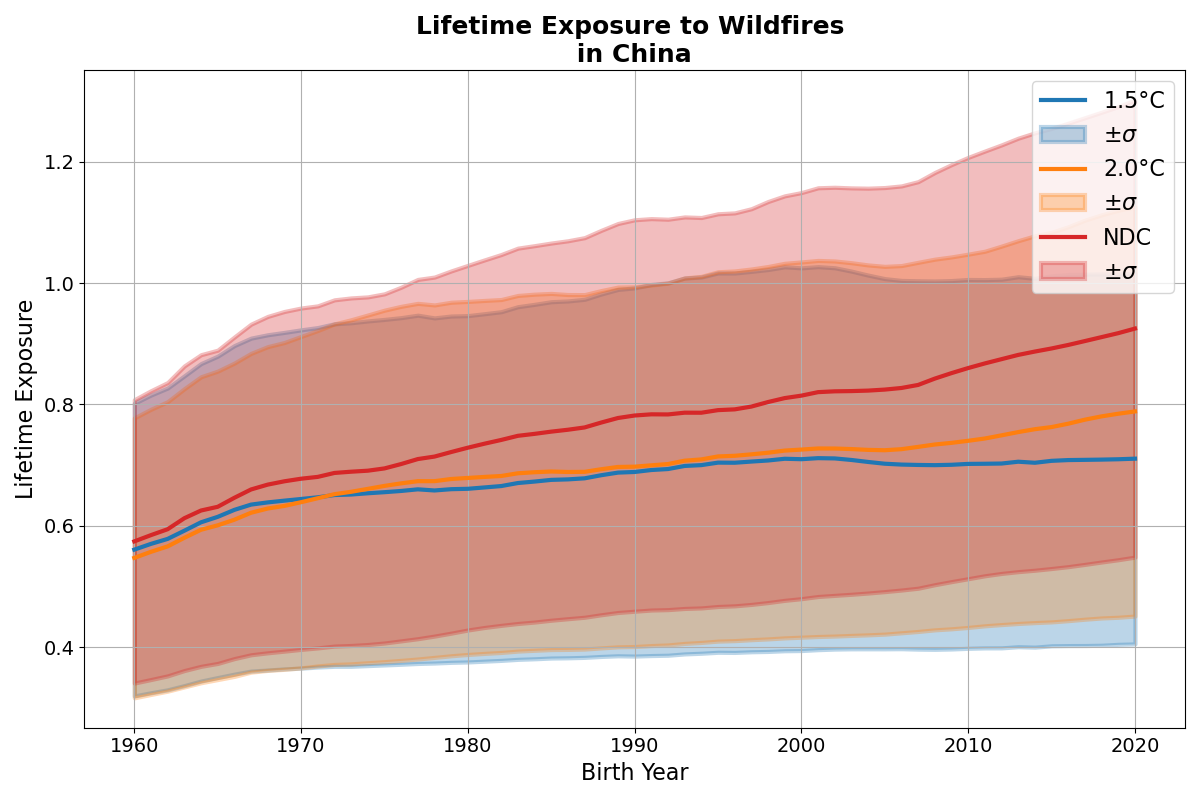 Lifetime Exposure to Wildfires
in China
Lifetime Exposure
1.2
1.0
0.8
0.6
0.4
1960
1970
1980
1990
2000
2010
2020
Birth Year
1.5°C
±σ
2.0°C
±σ
NDC
±σ